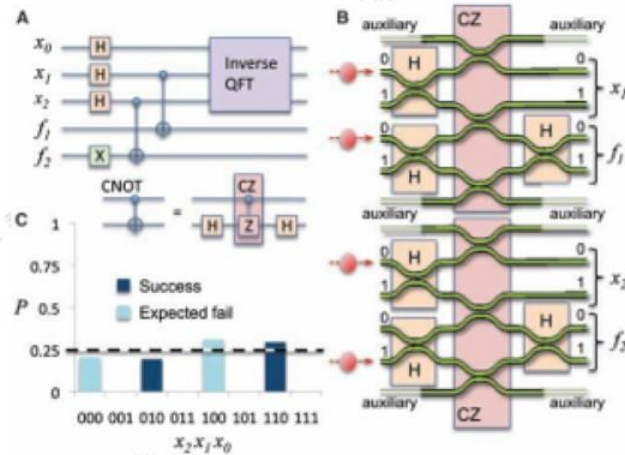 A
x₀ H
x₁ H
x₂ H
f₁
f₂ X
Inverse
QFT
CNOT
=
CZ
H Z H
C
1
0.75
P 0.5
0.25
0
Success
Expected fail
000 001 010 011 100 101 110 111
x₂x₁x₀
B
CZ
auxiliary auxiliary
0 H 0
1 1
x₁
0 H 0
1 H 1
f₁
auxiliary auxiliary
0 H 0
1 1
x₂
0 H 0
1 H 1
f₂
auxiliary auxiliary
CZ